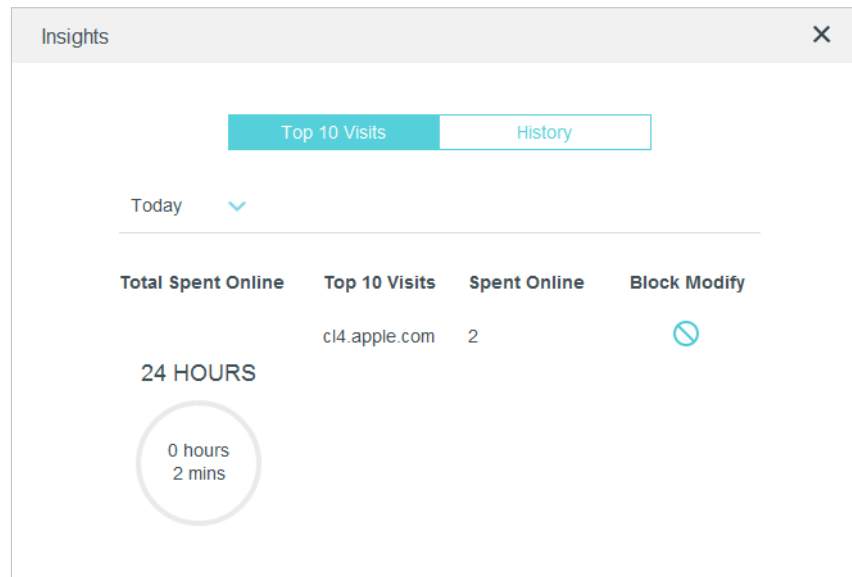 Insights
Top 10 Visits
History
Today
Total Spent Online Top 10 Visits Spent Online Block Modify
cl4.apple.com 2
24 HOURS
0 hours
2 mins